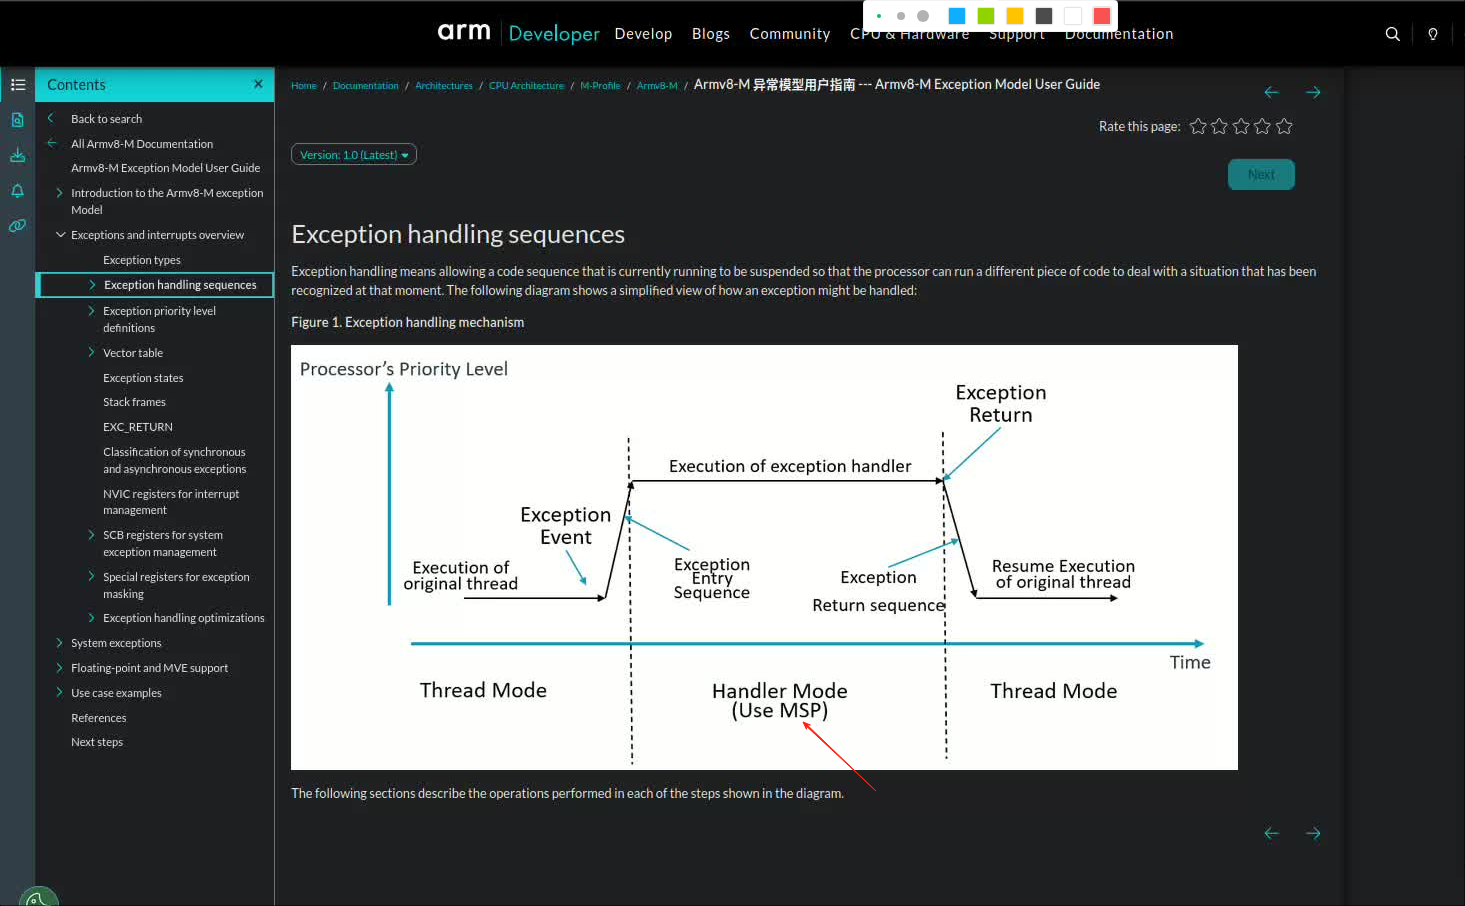 arm Developer Develop Blogs Community CPU & Hardware Support Documentation
Contents ×
Back to search
All Armv8-M Documentation
Armv8-M Exception Model User Guide
Introduction to the Armv8-M exception
Model
Exceptions and interrupts overview
Exception types
Exception handling sequences
Exception priority level
definitions
Vector table
Exception states
Stack frames
EXC_RETURN
Classification of synchronous
and asynchronous exceptions
NVIC registers for interrupt
management
SCB registers for system
exception management
Special registers for exception
masking
Exception handling optimizations
System exceptions
Floating-point and MVE support
Use case examples
References
Next steps
Home / Documentation / Architectures / CPU Architecture / M-Profile / Armv8-M / Armv8-M 异常模型用户指南 --- Armv8-M Exception Model User Guide
Rate this page:
Version: 1.0 (Latest)
Next
Exception handling sequences
Exception handling means allowing a code sequence that is currently running to be suspended so that the processor can run a different piece of code to deal with a situation that has been
recognized at that moment. The following diagram shows a simplified view of how an exception might be handled:
Figure 1. Exception handling mechanism
Processor's Priority Level
Exception
Return
Execution of exception handler
Exception
Event
Execution of
original thread
Exception
Entry
Sequence
Exception
Return sequence
Resume Execution
of original thread
Time
Thread Mode
Handler Mode
(Use MSP)
Thread Mode
The following sections describe the operations performed in each of the steps shown in the diagram.